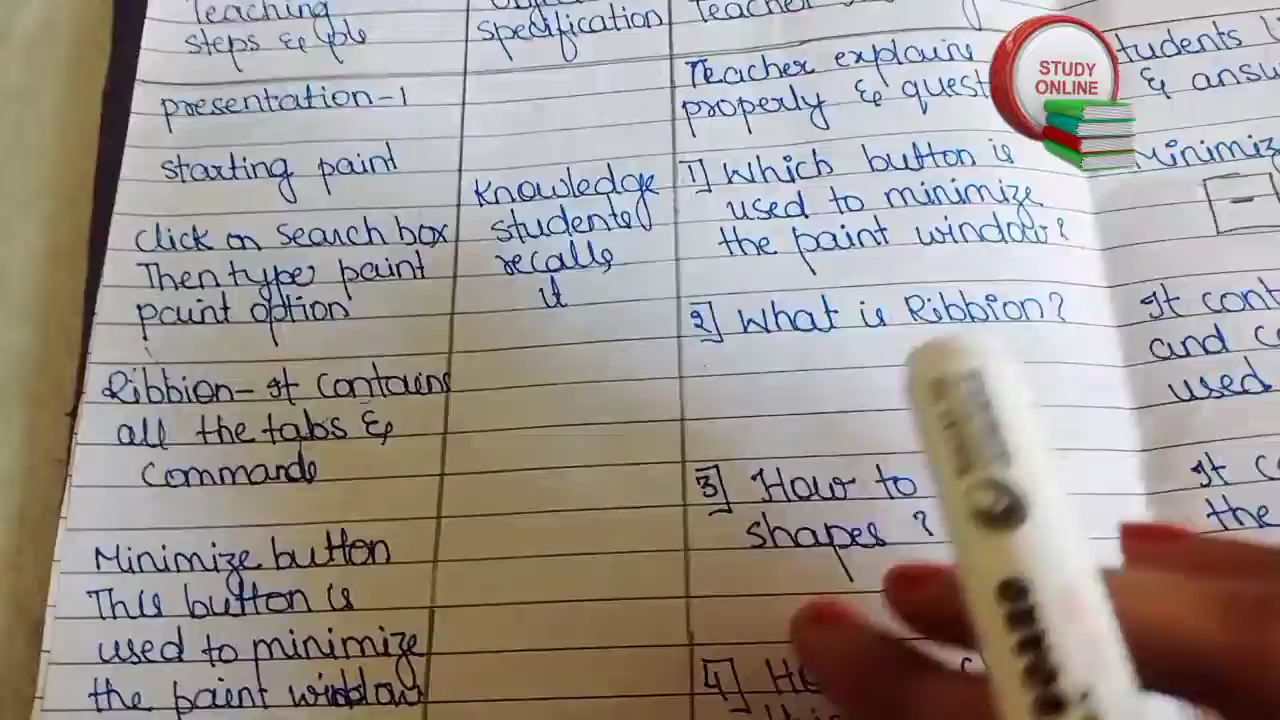 Teaching
steps & pls
specification
Teacher
presentation-1
Teacher explains
properly & quest
tudents
& answ
starting paint
Click on search box
Then type paint
paint option
Knowledge
students
recalls
it
1] Which button is
used to minimize
the paint window?
Minimiz
2] What is Ribbion?
It cont
and c
used
Ribbion- It contains
all the tabs &
Commands
3] How to
shapes ?
It c
the
Minimize button
This button is
used to minimize
the paint window
4] H
STUDY
ONLINE